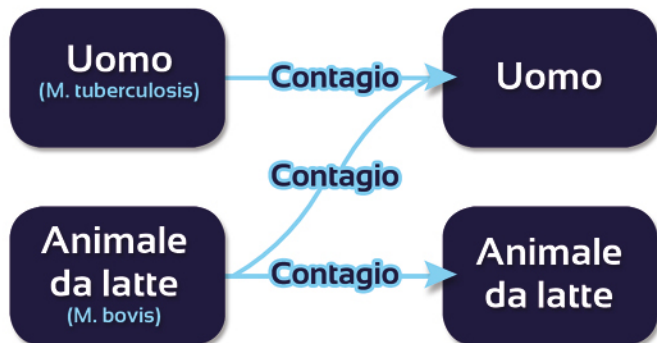 Uomo
(M. tuberculosis)
Contagio
Uomo
Contagio
Animale
da latte
(M. bovis)
Contagio
Animale
da latte